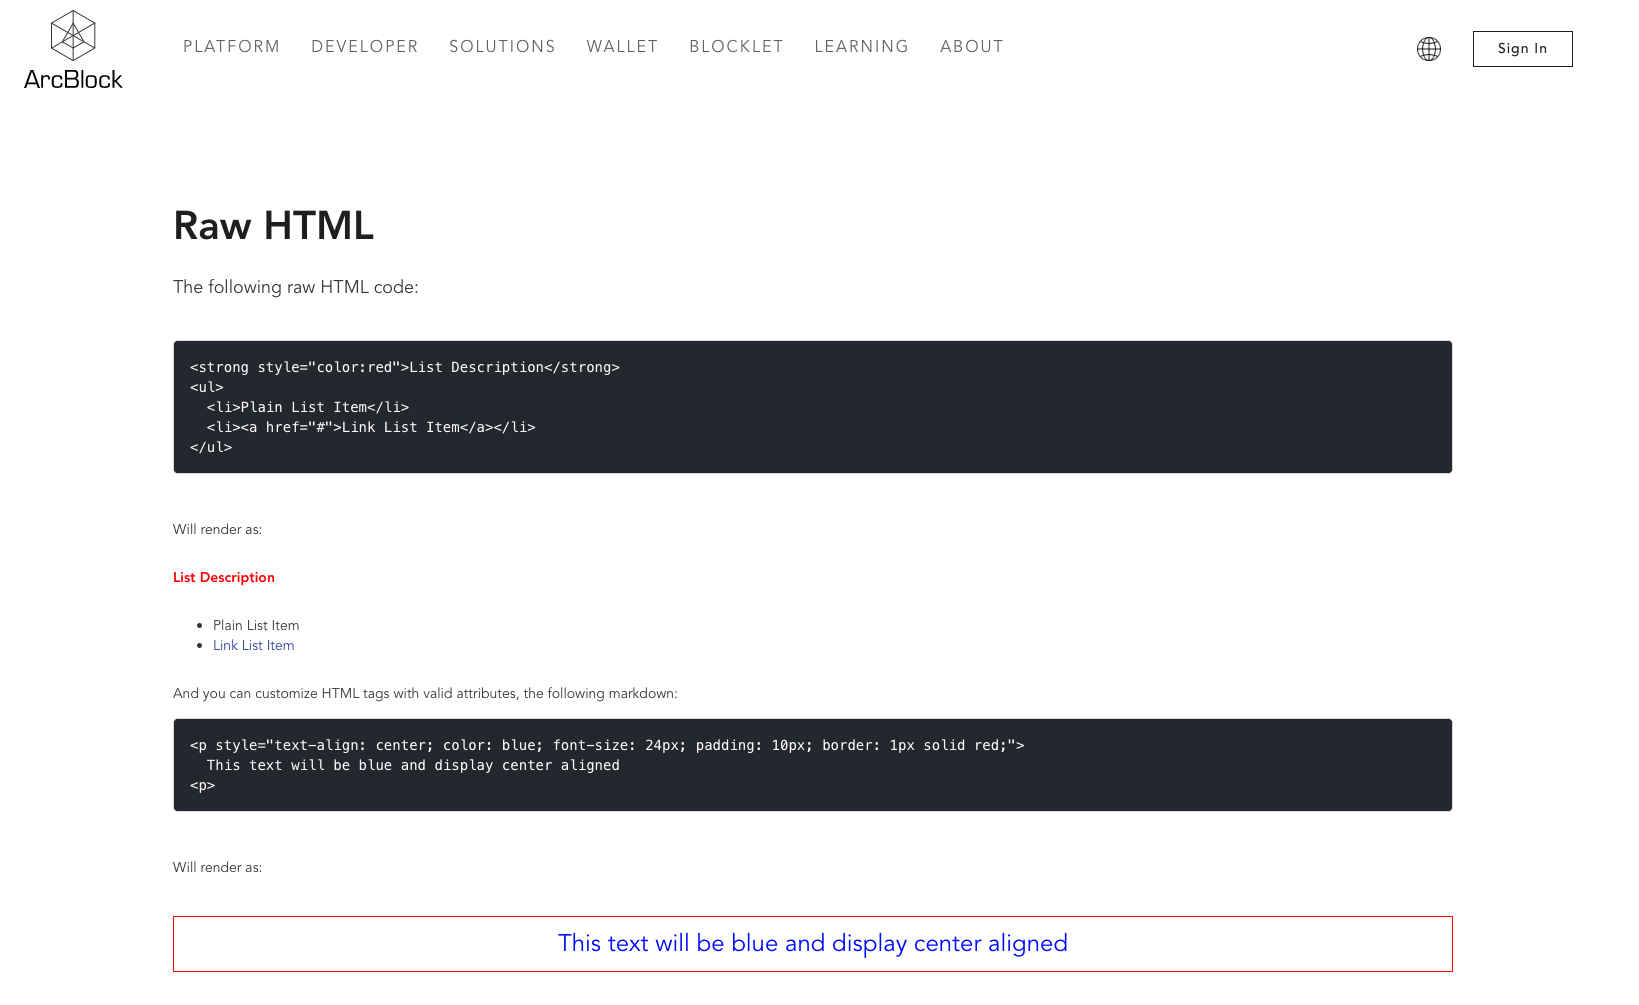 ArcBlock
PLATFORM DEVELOPER SOLUTIONS WALLET BLOCKLET LEARNING ABOUT
Sign In
Raw HTML
The following raw HTML code:
<strong style="color:red">List Description</strong>
<ul>
  <li>Plain List Item</li>
  <li><a href="#">Link List Item</a></li>
</ul>
Will render as:
List Description
• Plain List Item
• Link List Item
And you can customize HTML tags with valid attributes, the following markdown:
<p style="text-align: center; color: blue; font-size: 24px; padding: 10px; border: 1px solid red;">
  This text will be blue and display center aligned
<p>
Will render as:
This text will be blue and display center aligned